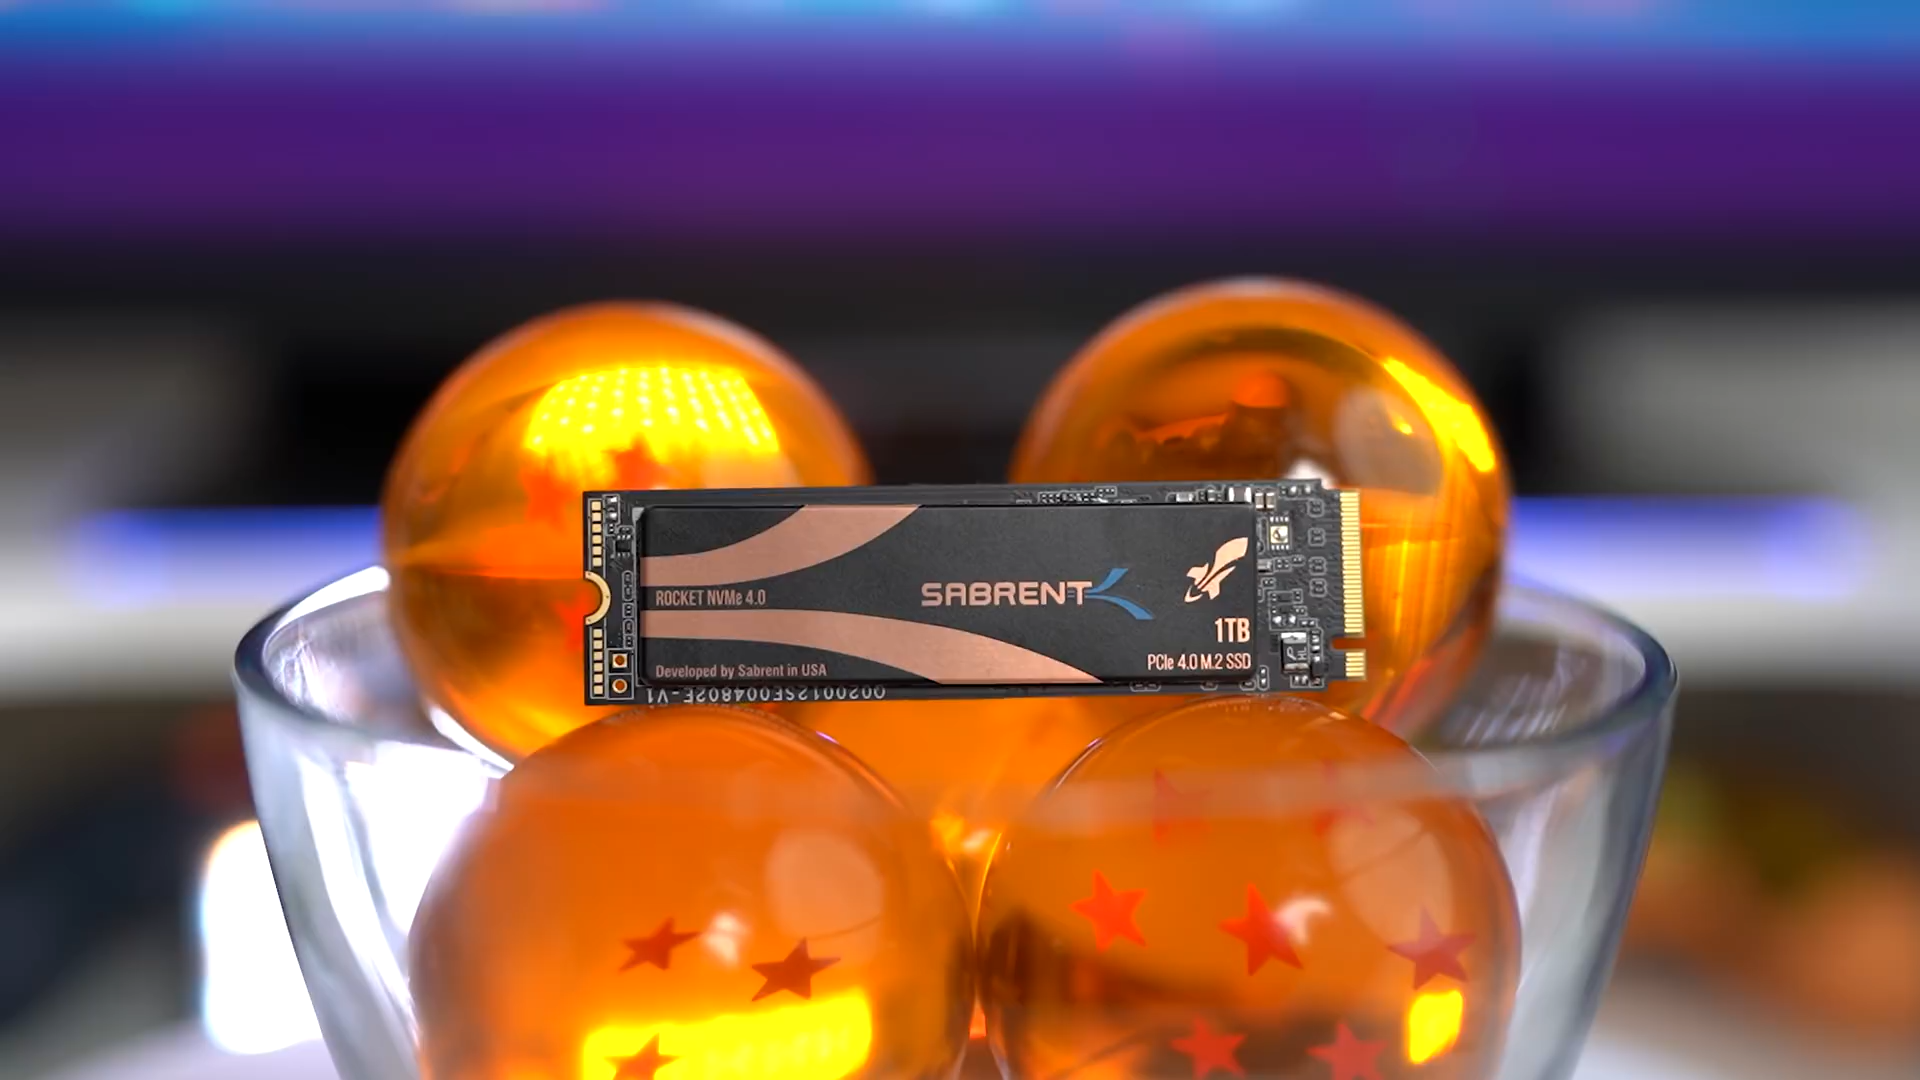 ROCKET NVMe 4.0
SABRENT
1TB
PCIe 4.0 M.2 SSD
Developed by Sabrent in USA